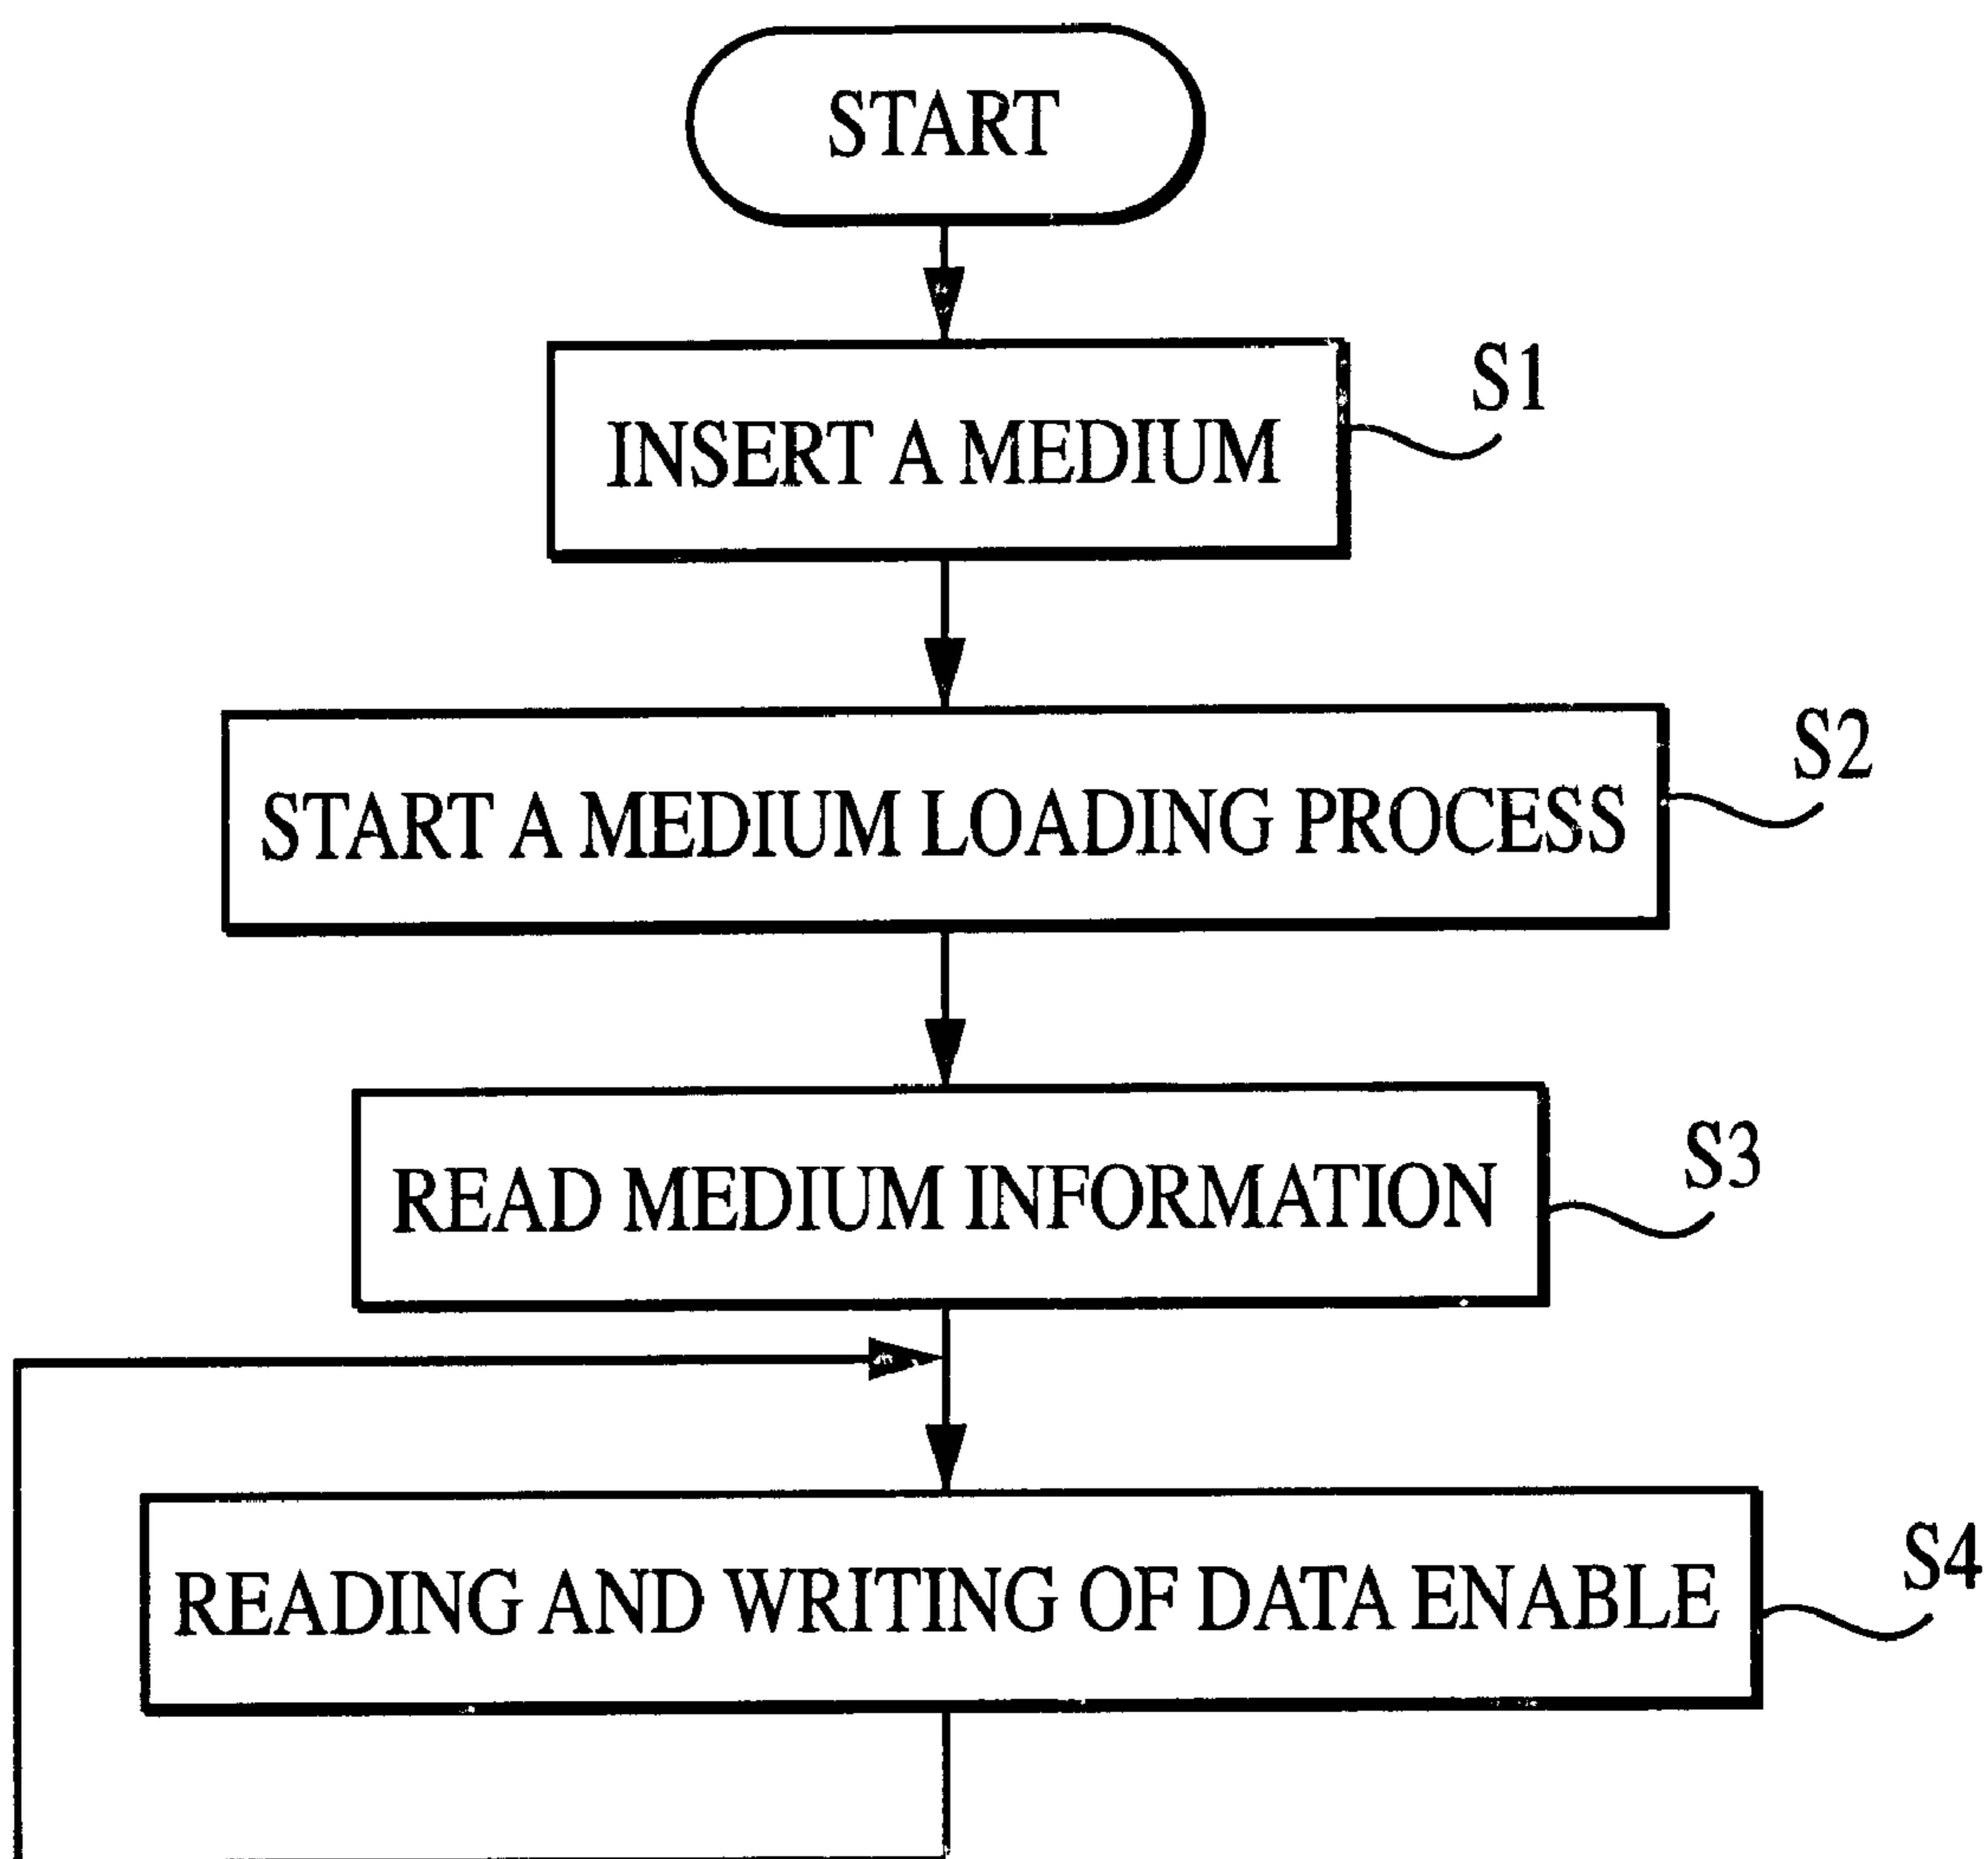 START
INSERT A MEDIUM
S1
START A MEDIUM LOADING PROCESS
S2
READ MEDIUM INFORMATION
S3
READING AND WRITING OF DATA ENABLE
S4